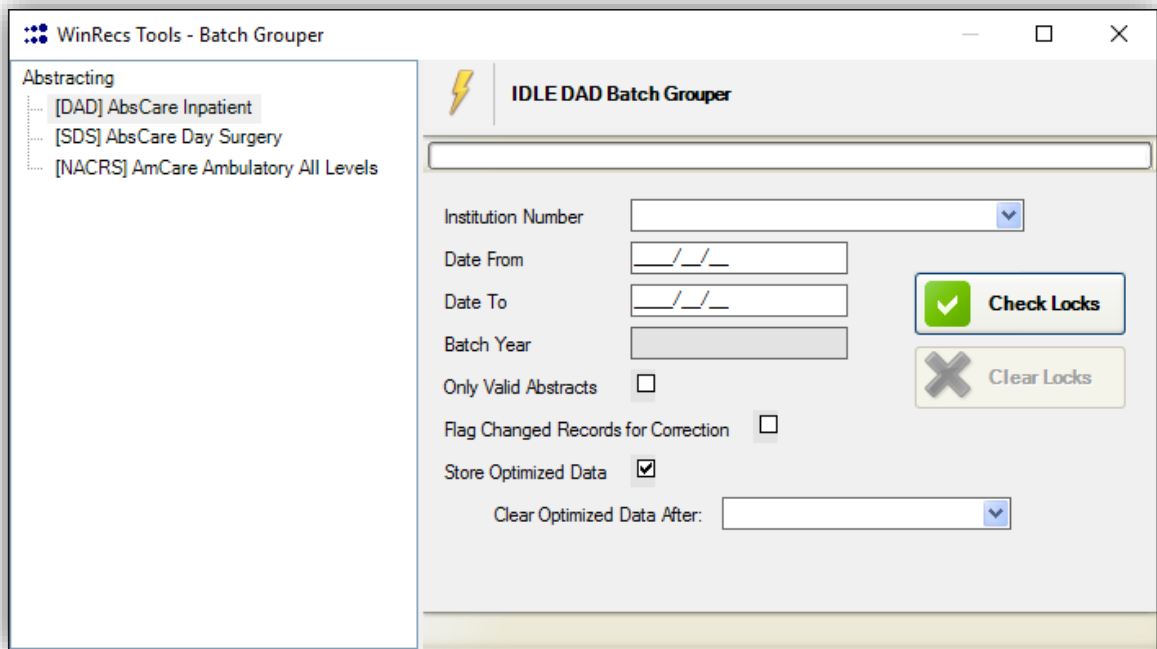 WinRecs Tools - Batch Grouper
Abstracting
[DAD] AbsCare Inpatient
[SDS] AbsCare Day Surgery
[NACRS] AmCare Ambulatory All Levels
IDLE DAD Batch Grouper
Institution Number
Date From ____/__/__
Date To ____/__/__
Batch Year
Only Valid Abstracts
Flag Changed Records for Correction
Store Optimized Data
Clear Optimized Data After:
Check Locks
Clear Locks